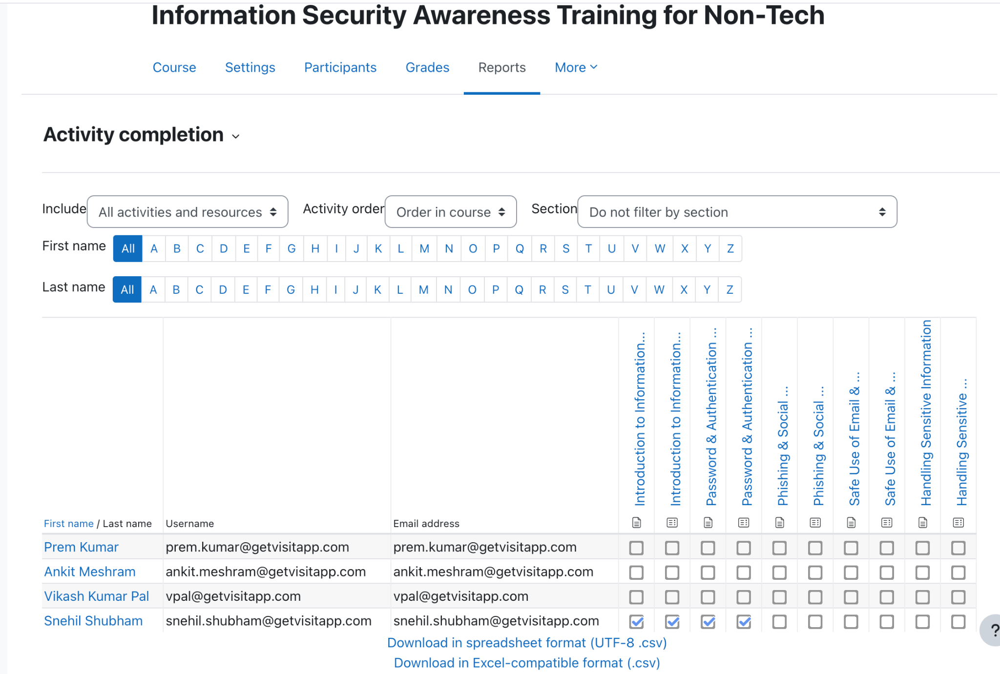 Information Security Awareness Training for Non-Tech
Course Settings Participants Grades Reports More
Activity completion
Include All activities and resources Activity order Order in course Section Do not filter by section
First name All A B C D E F G H I J K L M N O P Q R S T U V W X Y Z
Last name All A B C D E F G H I J K L M N O P Q R S T U V W X Y Z
Introduction to Information...
Introduction to Information...
Password & Authentication ...
Password & Authentication ...
Phishing & Social ...
Phishing & Social ...
Safe Use of Email & ...
Safe Use of Email & ...
Handling Sensitive Information
Handling Sensitive ...
First name / Last name Username Email address
Prem Kumar prem.kumar@getvisitapp.com prem.kumar@getvisitapp.com
Ankit Meshram ankit.meshram@getvisitapp.com ankit.meshram@getvisitapp.com
Vikash Kumar Pal vpal@getvisitapp.com vpal@getvisitapp.com
Snehil Shubham snehil.shubham@getvisitapp.com snehil.shubham@getvisitapp.com
?
Download in spreadsheet format (UTF-8 .csv)
Download in Excel-compatible format (.csv)